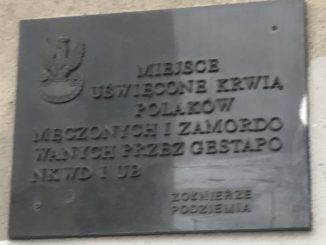 MIEJSCE
UŚWIĘCONE KRWIĄ
POLAKÓW
MĘCZONYCH I ZAMORDO
WANYCH PRZEZ GESTAPO
NKWD I UB
ŻOŁNIERZE
PODZIEMIA